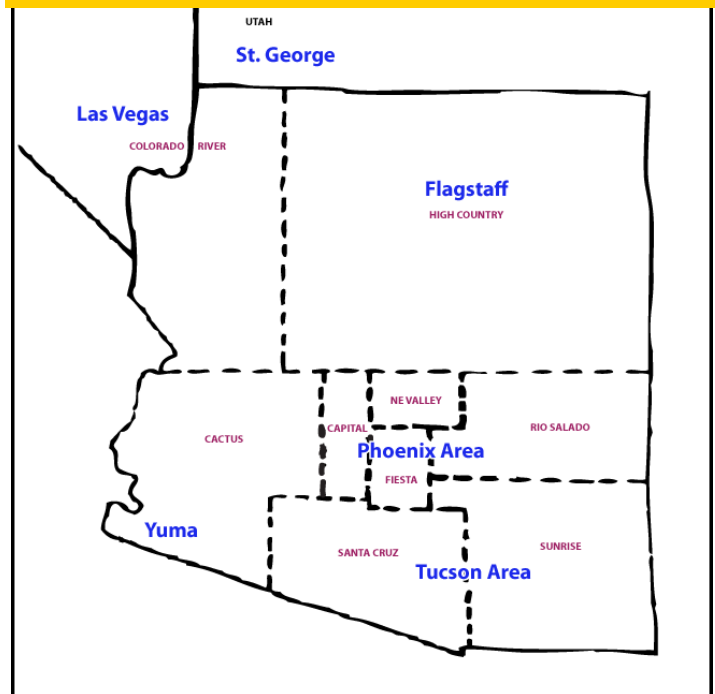 UTAH
St. George
Las Vegas
COLORADO RIVER
Flagstaff
HIGH COUNTRY
NE VALLEY
CAPITAL
RIO SALADO
CACTUS
Phoenix Area
FIESTA
Yuma
SANTA CRUZ
SUNRISE
Tucson Area